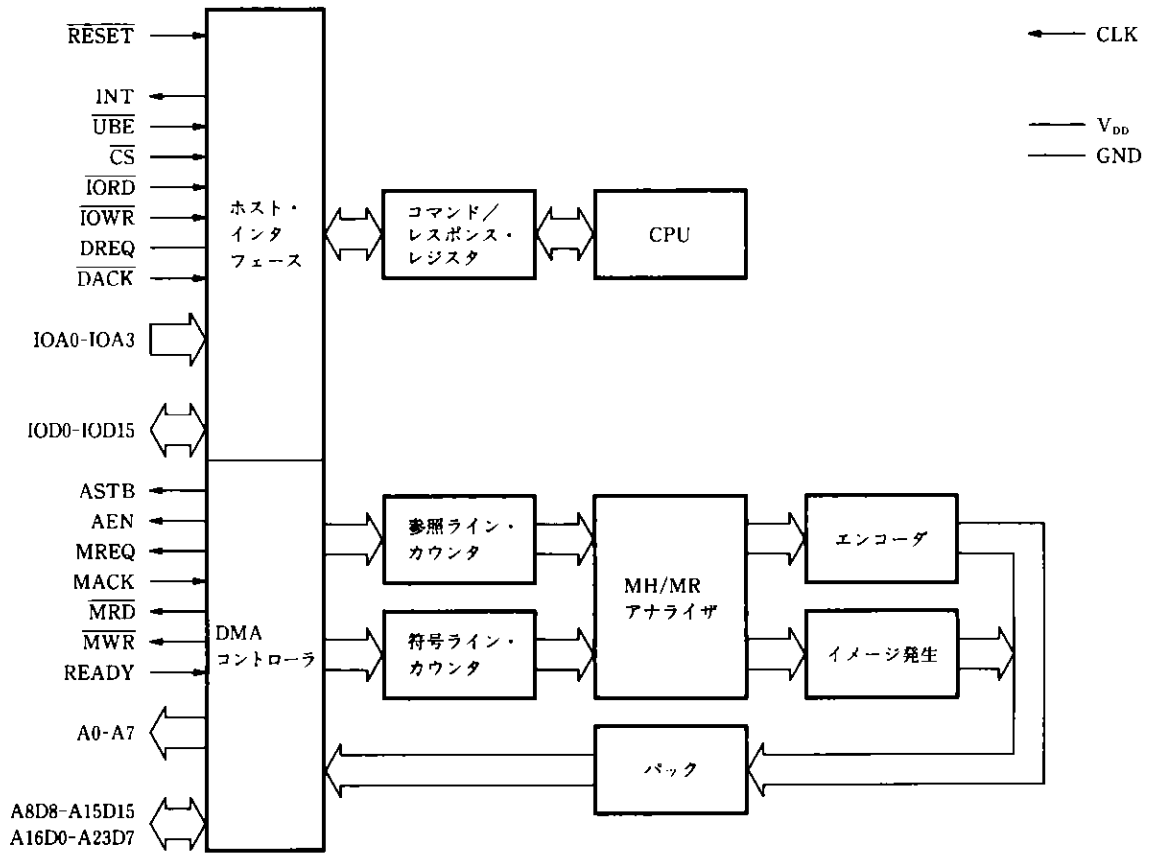 RESET
INT
UBE
CS
IORD
IOWR
DREQ
DACK
IOA0-IOA3
IOD0-IOD15
ASTB
AEN
MREQ
MACK
MRD
MWR
READY
A0-A7
A8D8-A15D15
A16D0-A23D7
ホスト・
インタ
フェース
コマンド/
レスポンス・
レジスタ
CPU
CLK
VDD
GND
DMA
コントローラ
参照ライン・
カウンタ
符号ライン・
カウンタ
MH/MR
アナライザ
エンコーダ
イメージ発生
パック